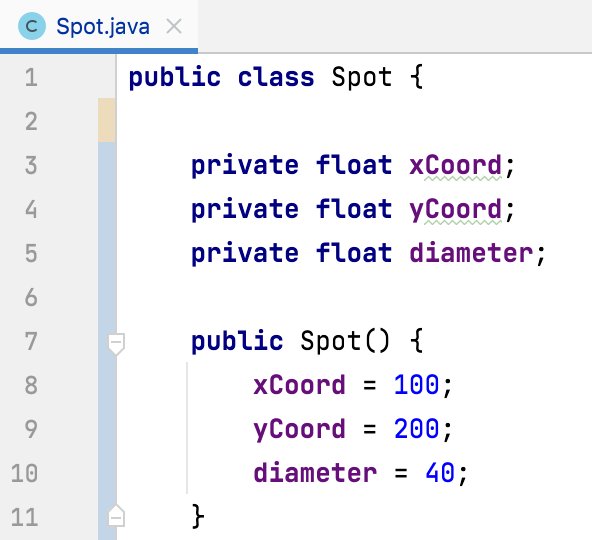 C Spot.java
1 public class Spot {
2
3 private float xCoord;
4 private float yCoord;
5 private float diameter;
6
7 public Spot() {
8 xCoord = 100;
9 yCoord = 200;
10 diameter = 40;
11 }